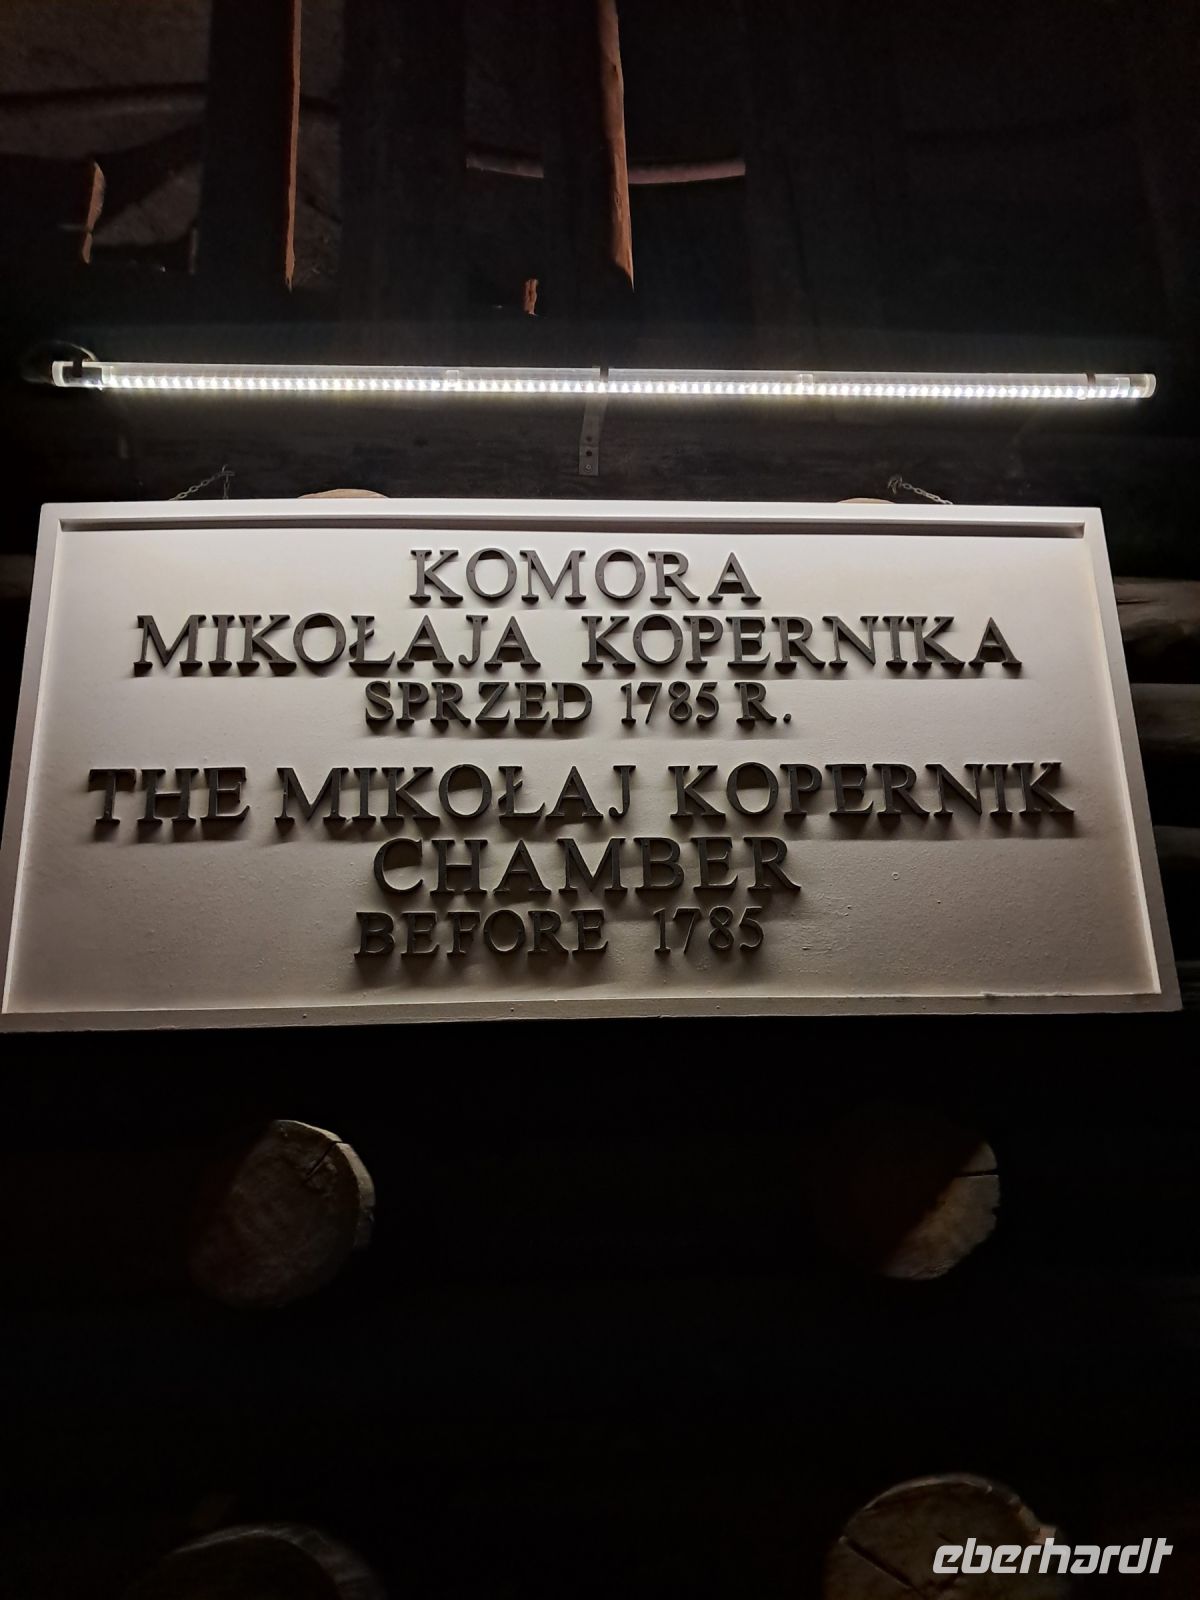 KOMORA
MIKOŁAJA KOPERNIKA
SPRZED 1785 R.
THE MIKOŁAJ KOPERNIK
CHAMBER
BEFORE 1785
eberhardt